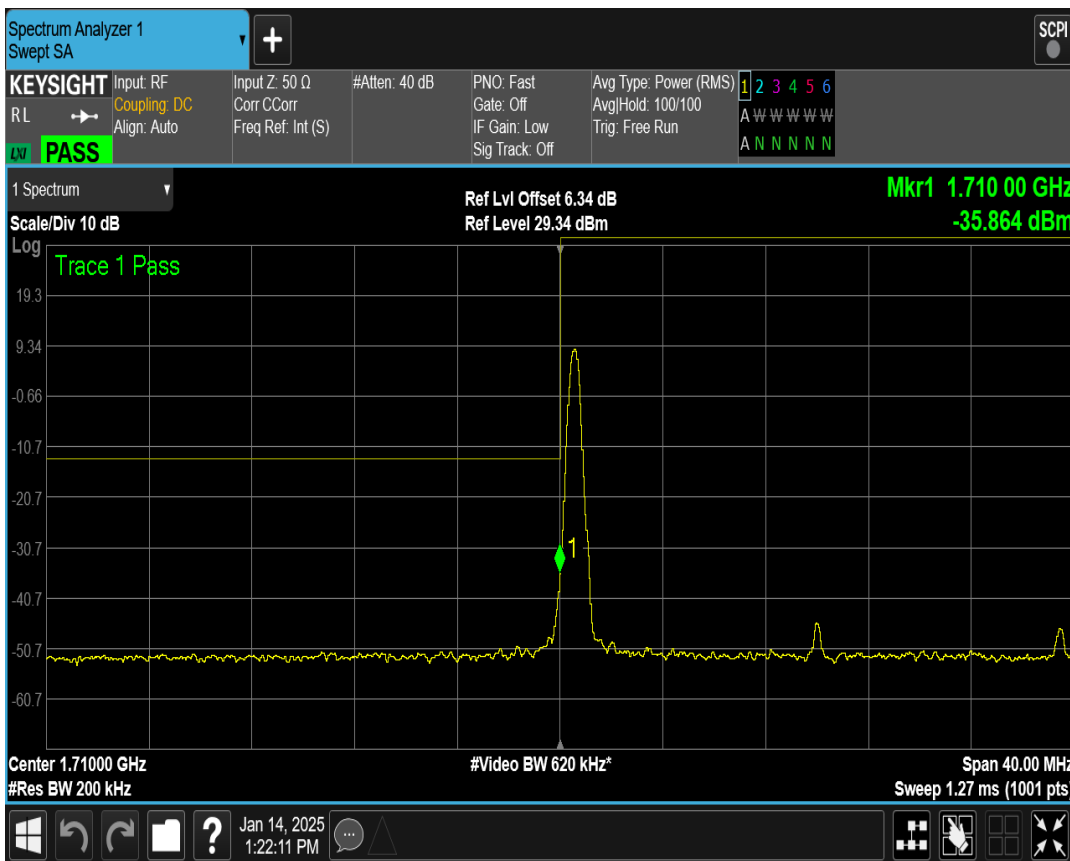 Spectrum Analyzer 1
Swept SA
SCPI
KEYSIGHT
RL
LXI PASS
Input: RF
Coupling: DC
Align: Auto
Input Z: 50 Ω
Corr CCorr
Freq Ref: Int (S)
#Atten: 40 dB
PNO: Fast
Gate: Off
IF Gain: Low
Sig Track: Off
Avg Type: Power (RMS)
Avg|Hold: 100/100
Trig: Free Run
1 2 3 4 5 6
A W W W W W
A N N N N N
1 Spectrum
Scale/Div 10 dB
Ref Lvl Offset 6.34 dB
Ref Level 29.34 dBm
Mkr1 1.710 00 GHz
-35.864 dBm
Log
Trace 1 Pass
19.3
9.34
-0.66
-10.7
-20.7
-30.7
-40.7
-50.7
-60.7
1
Center 1.71000 GHz
#Res BW 200 kHz
#Video BW 620 kHz*
Span 40.00 MHz
Sweep 1.27 ms (1001 pts)
?
Jan 14, 2025
1:22:11 PM